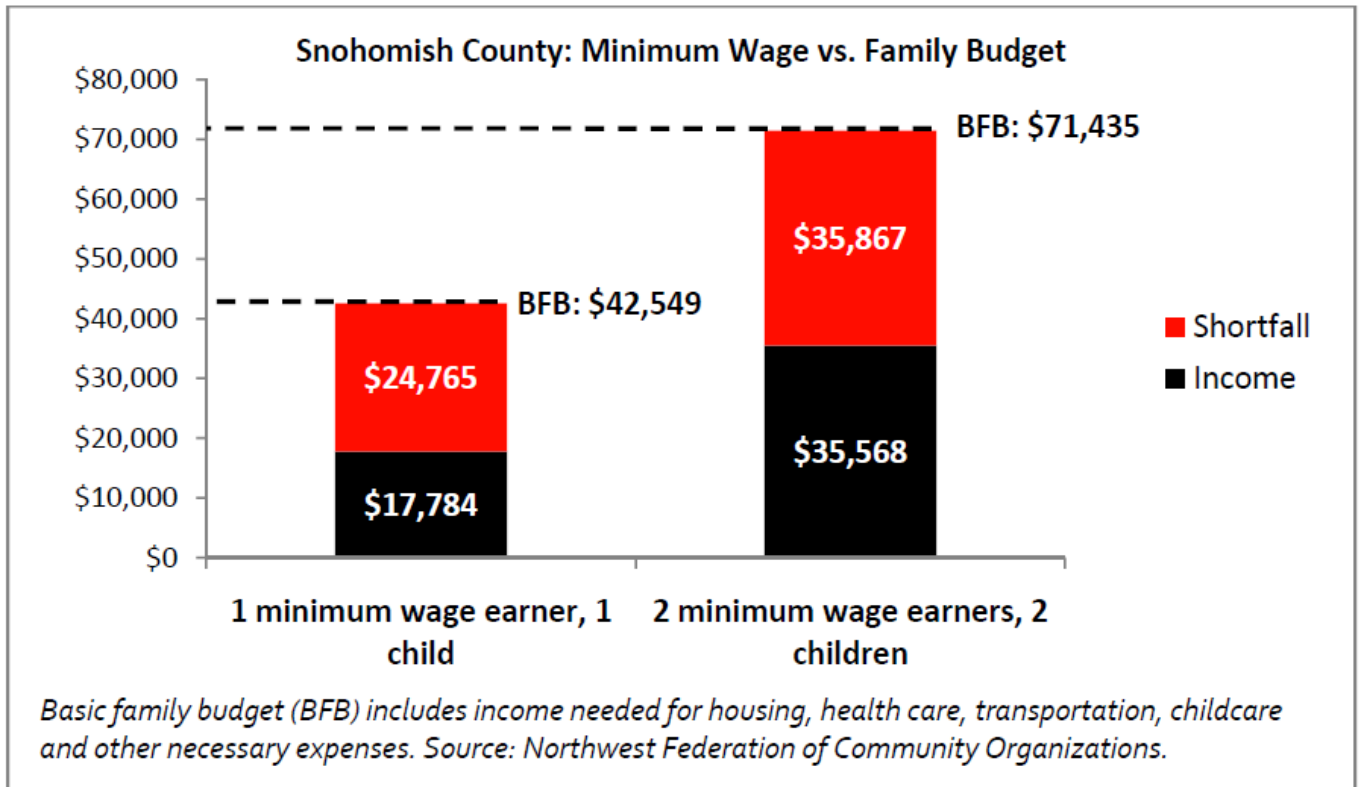 Snohomish County: Minimum Wage vs. Family Budget
$80,000
$70,000
$60,000
$50,000
$40,000
$30,000
$20,000
$10,000
$0
BFB: $71,435
BFB: $42,549
$35,867
$24,765
$35,568
$17,784
Shortfall
Income
1 minimum wage earner, 1
child
2 minimum wage earners, 2
children
Basic family budget (BFB) includes income needed for housing, health care, transportation, childcare
and other necessary expenses. Source: Northwest Federation of Community Organizations.